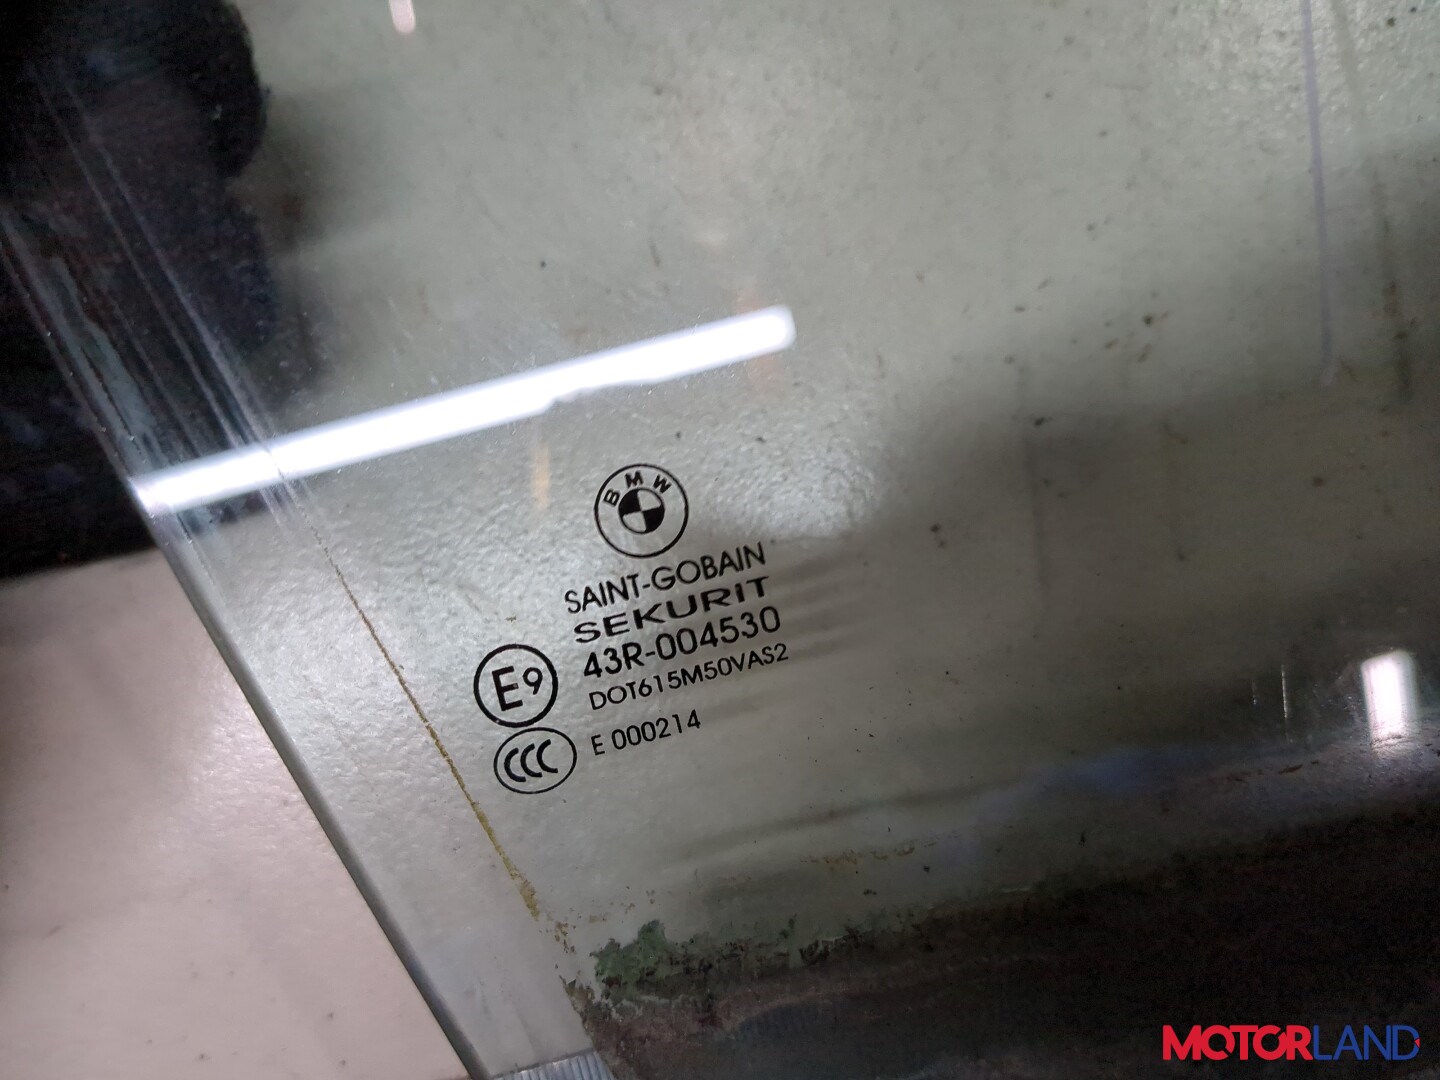 BMW
SAINT-GOBAIN
SEKURIT
43R-004530
DOT615M50VAS2
E9
CCC E 000214
MOTORLAND